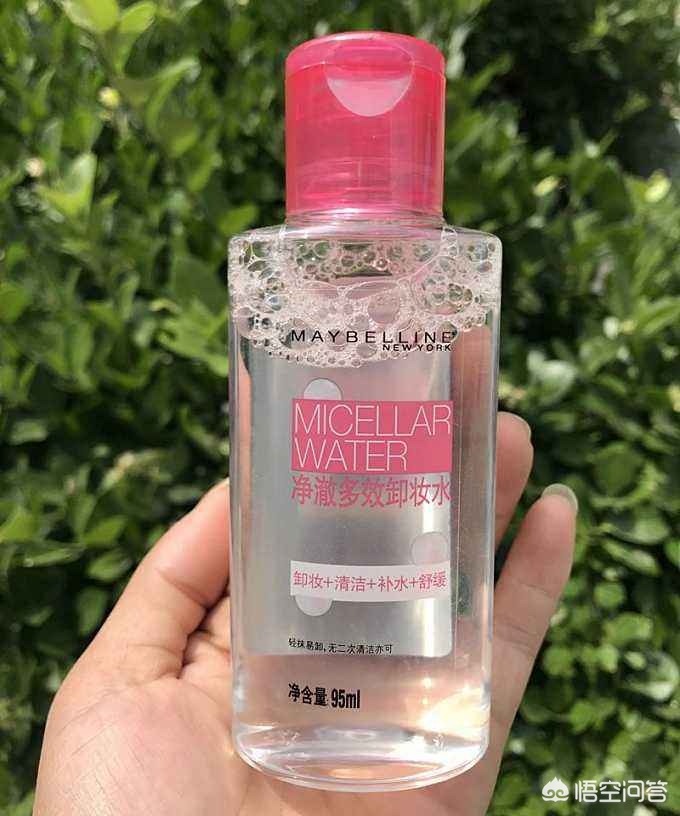 MAYBELLINE
NEW YORK
MICELLAR
WATER
净澈多效卸妆水
卸妆+清洁+补水+舒缓
轻抹易卸,无二次清洁亦可
净含量 95ml
悟空问答